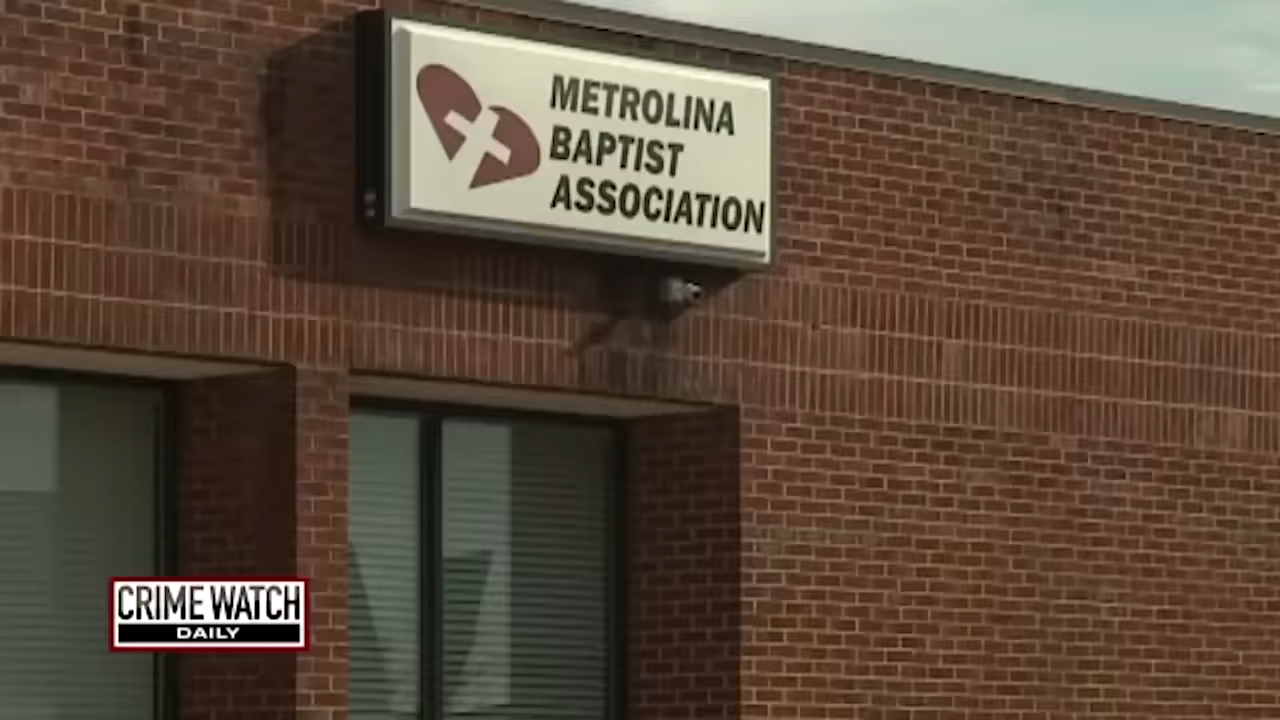 METROLINA
BAPTIST
ASSOCIATION
CRIME WATCH
DAILY